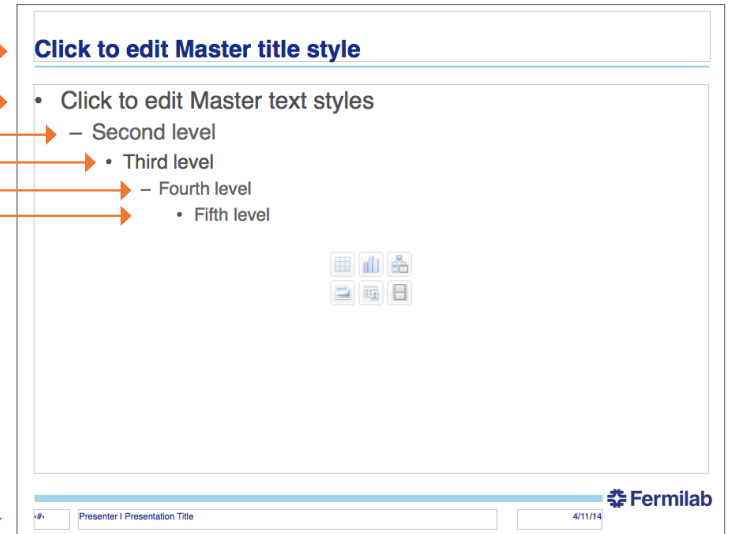 Click to edit Master title style
• Click to edit Master text styles
– Second level
• Third level
– Fourth level
• Fifth level
Fermilab
‹#› Presenter I Presentation Title 4/11/14